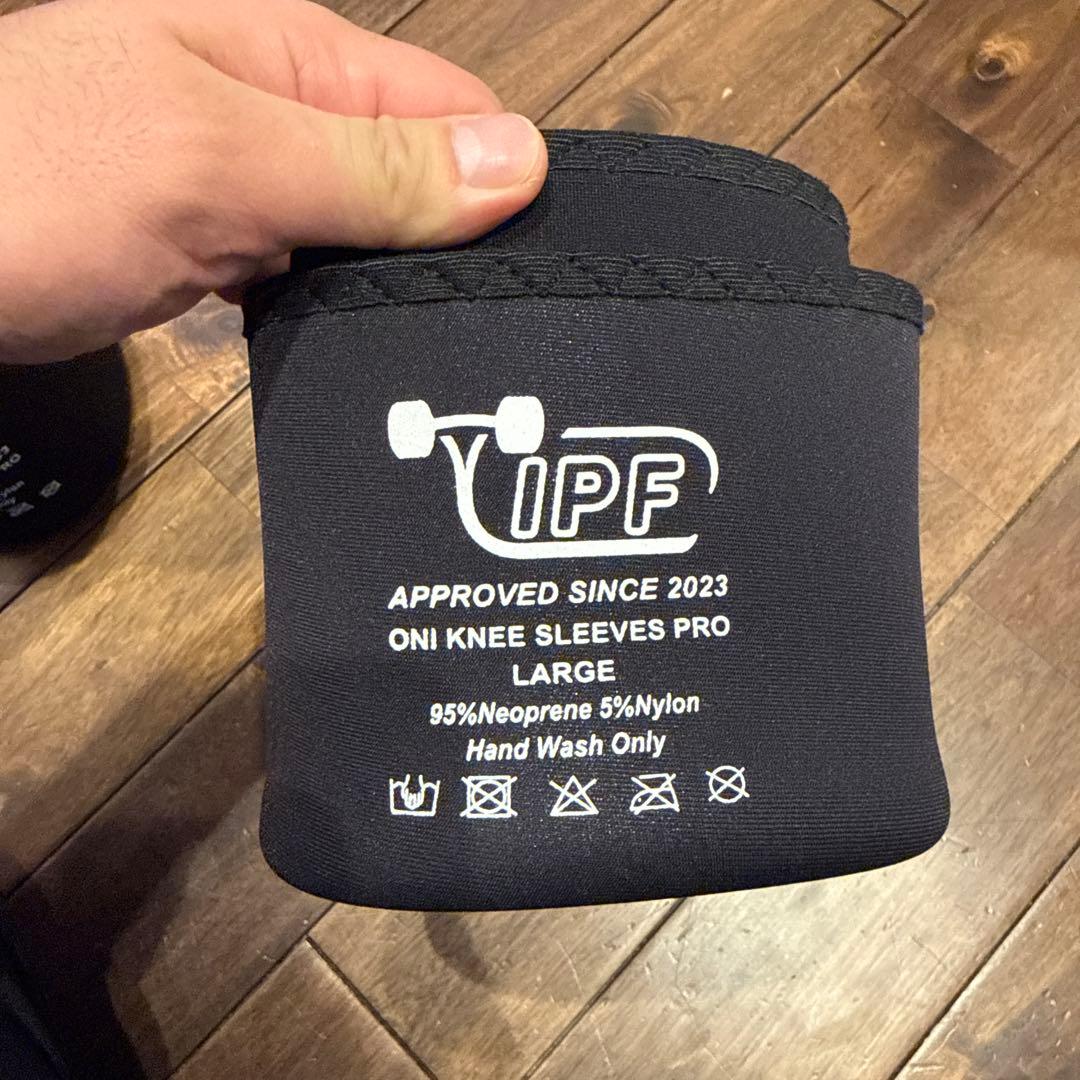 IPF
APPROVED SINCE 2023
ONI KNEE SLEEVES PRO
LARGE
95%Neoprene 5%Nylon
Hand Wash Only